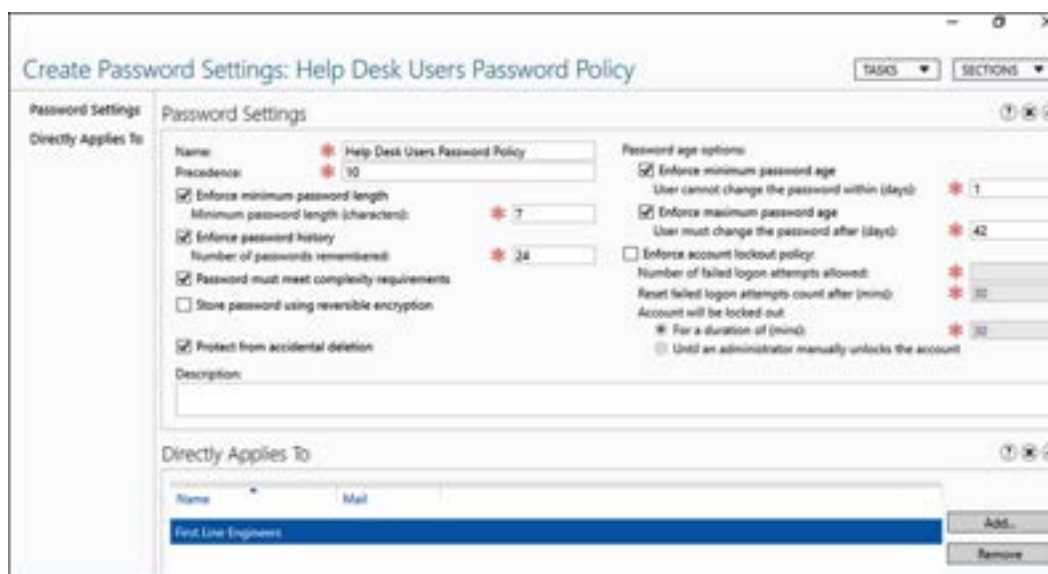 Create Password Settings: Help Desk Users Password Policy
TASKS
SECTIONS
Password Settings
Directly Applies To
Password Settings
Name: Help Desk Users Password Policy
Precedence: 10
Enforce minimum password length
Minimum password length (characters): 7
Enforce password history
Number of passwords remembered: 24
Password must meet complexity requirements
Store password using reversible encryption
Protect from accidental deletion
Description:
Password age options:
Enforce minimum password age
User cannot change the password within (days): 1
Enforce maximum password age
User must change the password after (days): 42
Enforce account lockout policy:
Number of failed logon attempts allowed:
Reset failed logon attempts count after (mins): 30
Account will be locked out
For a duration of (mins): 30
Until an administrator manually unlocks the account
Directly Applies To
Name Mail
First Line Engineers
Add...
Remove